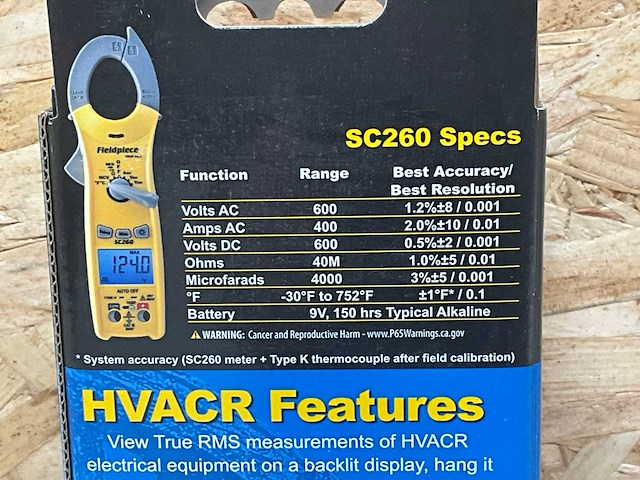 SC260 Specs
Function Range Best Accuracy/
Best Resolution
Volts AC 600 1.2%±8 / 0.001
Amps AC 400 2.0%±10 / 0.01
Volts DC 600 0.5%±2 / 0.001
Ohms 40M 1.0%±5 / 0.01
Microfarads 4000 3%±5 / 0.001
°F -30°F to 752°F ±1°F* / 0.1
Battery 9V, 150 hrs Typical Alkaline
WARNING: Cancer and Reproductive Harm - www.P65Warnings.ca.gov
* System accuracy (SC260 meter + Type K thermocouple after field calibration)
Fieldpiece
SC260
MAX
124.0
AUTO OFF
HVACR Features
View True RMS measurements of HVACR
electrical equipment on a backlit display, hang it